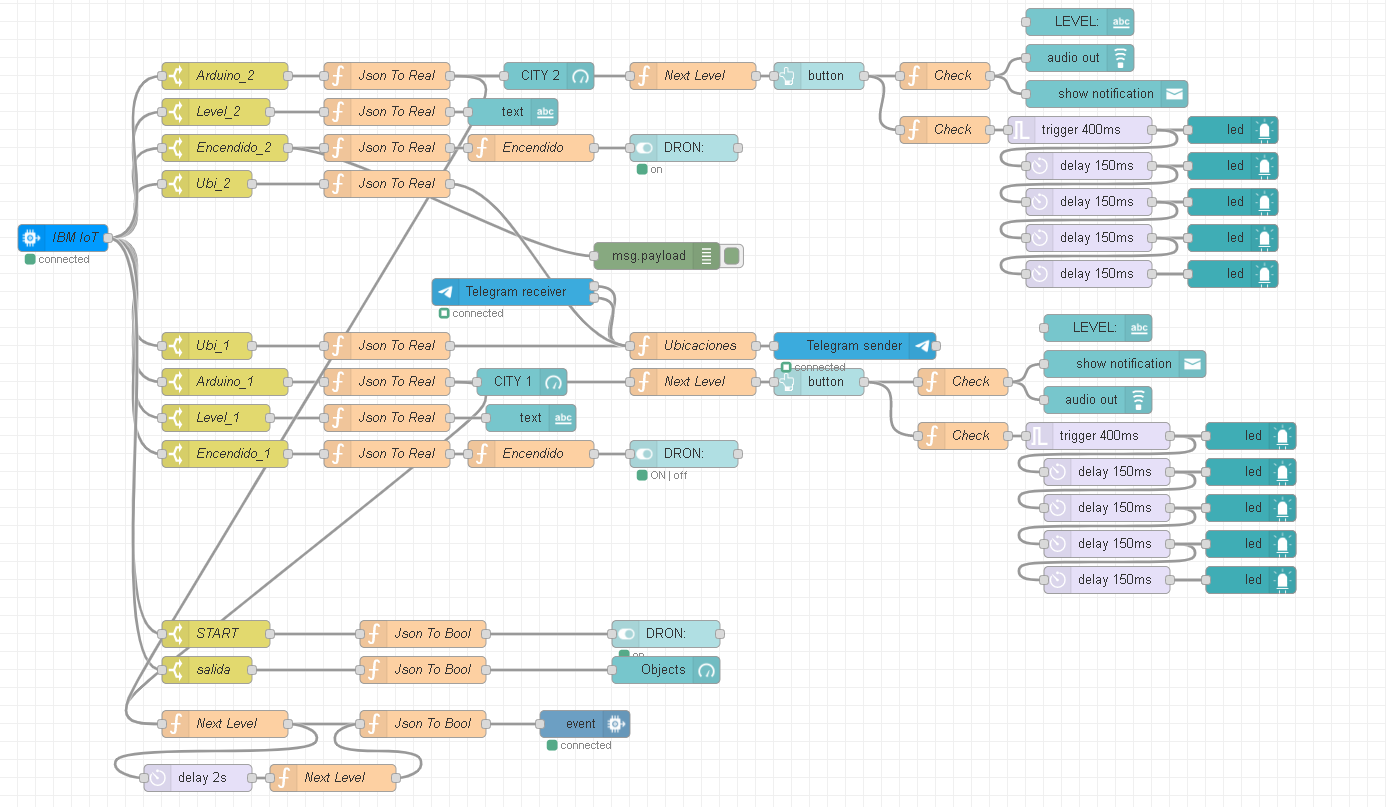 LEVEL: abc
audio out
show notification
Arduino_2 Json To Real CITY 2 Next Level button Check
Level_2 Json To Real text abc
Check trigger 400ms led
Encendido_2 Json To Real Encendido DRON:
on
delay 150ms led
Ubi_2 Json To Real
delay 150ms led
IBM IoT
connected
delay 150ms led
msg.payload
delay 150ms led
Telegram receiver
connected
LEVEL: abc
Ubi_1 Json To Real Ubicaciones Telegram sender
connected
show notification
Arduino_1 Json To Real CITY 1 Next Level button Check
audio out
Level_1 Json To Real text abc
Check trigger 400ms led
Encendido_1 Json To Real Encendido DRON:
ON | off
delay 150ms led
delay 150ms led
delay 150ms led
delay 150ms led
START Json To Bool DRON:
on
salida Json To Bool Objects
Next Level Json To Bool event
connected
delay 2s Next Level